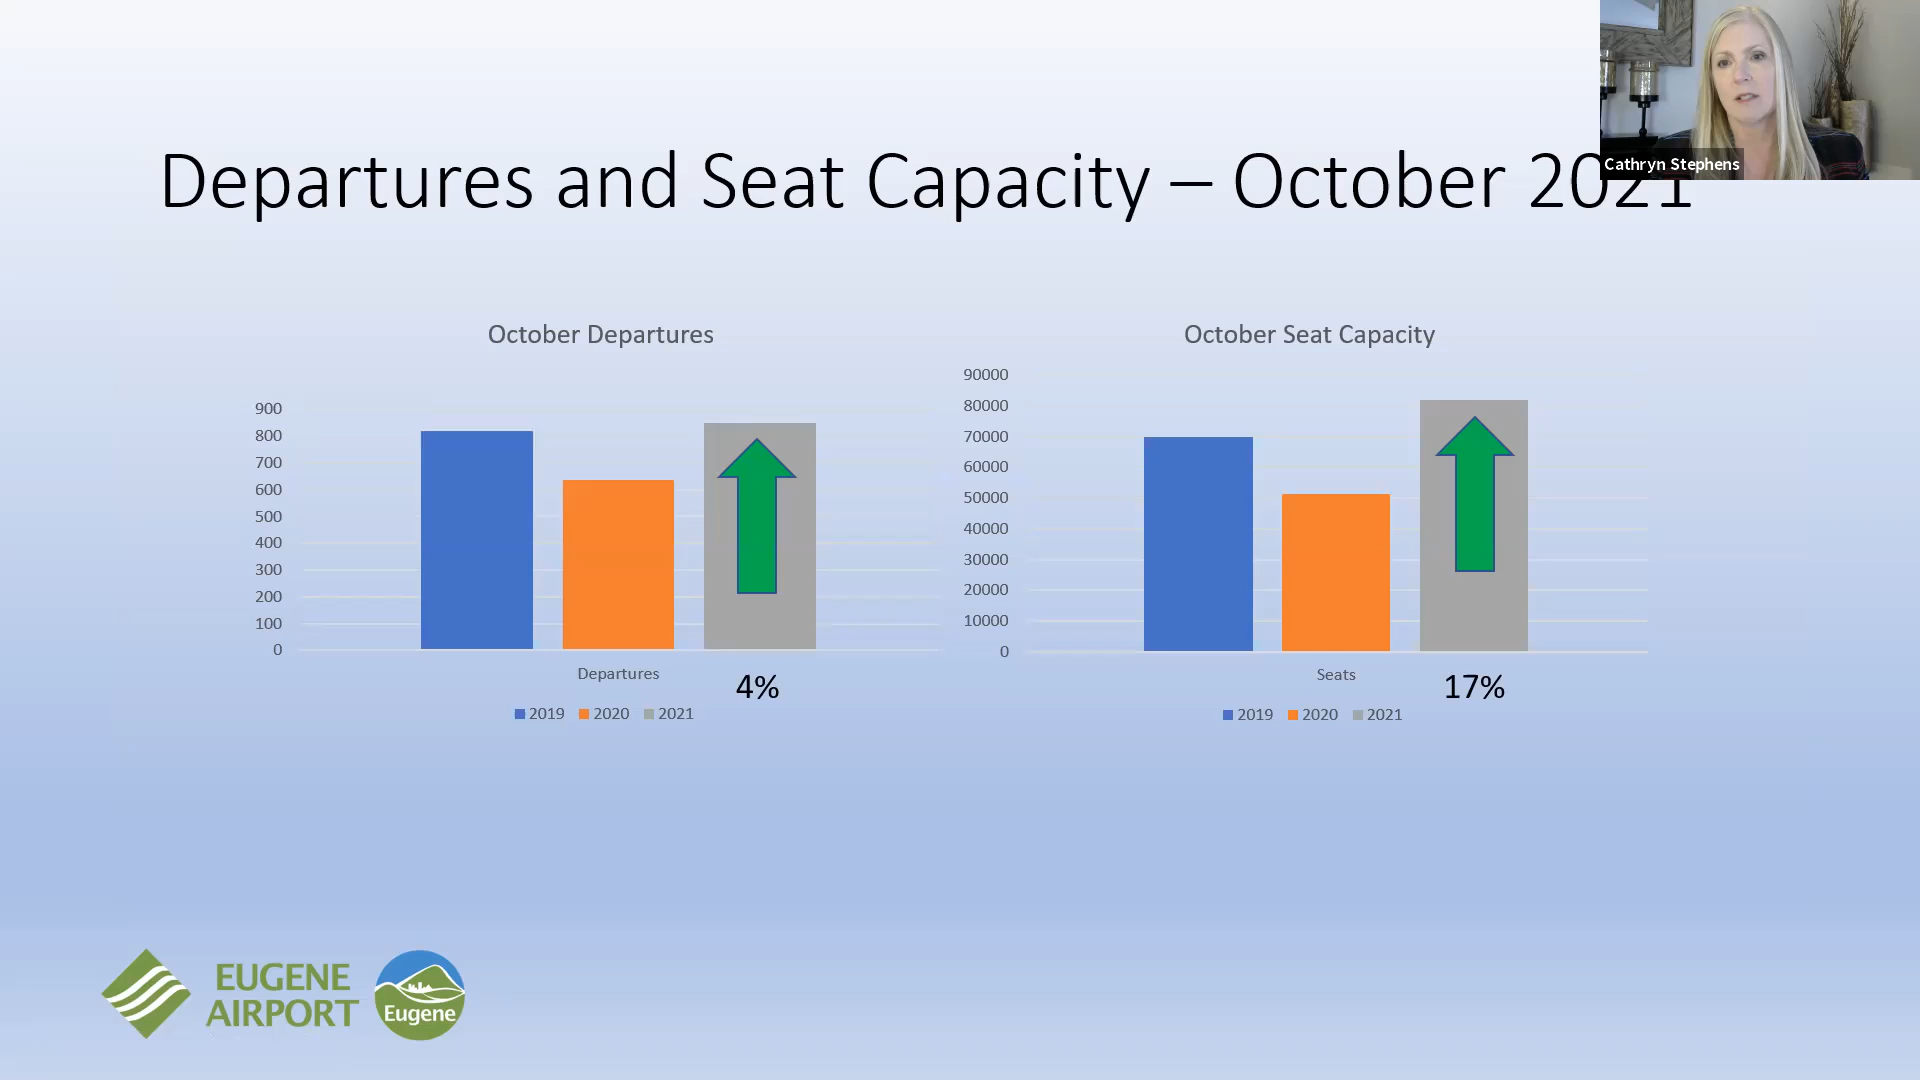 Cathryn Stephens
Departures and Seat Capacity – October 2021
October Departures
900
800
700
600
500
400
300
200
100
0
Departures
4%
2019 2020 2021
October Seat Capacity
90000
80000
70000
60000
50000
40000
30000
20000
10000
0
Seats
17%
2019 2020 2021
EUGENE
AIRPORT
Eugene